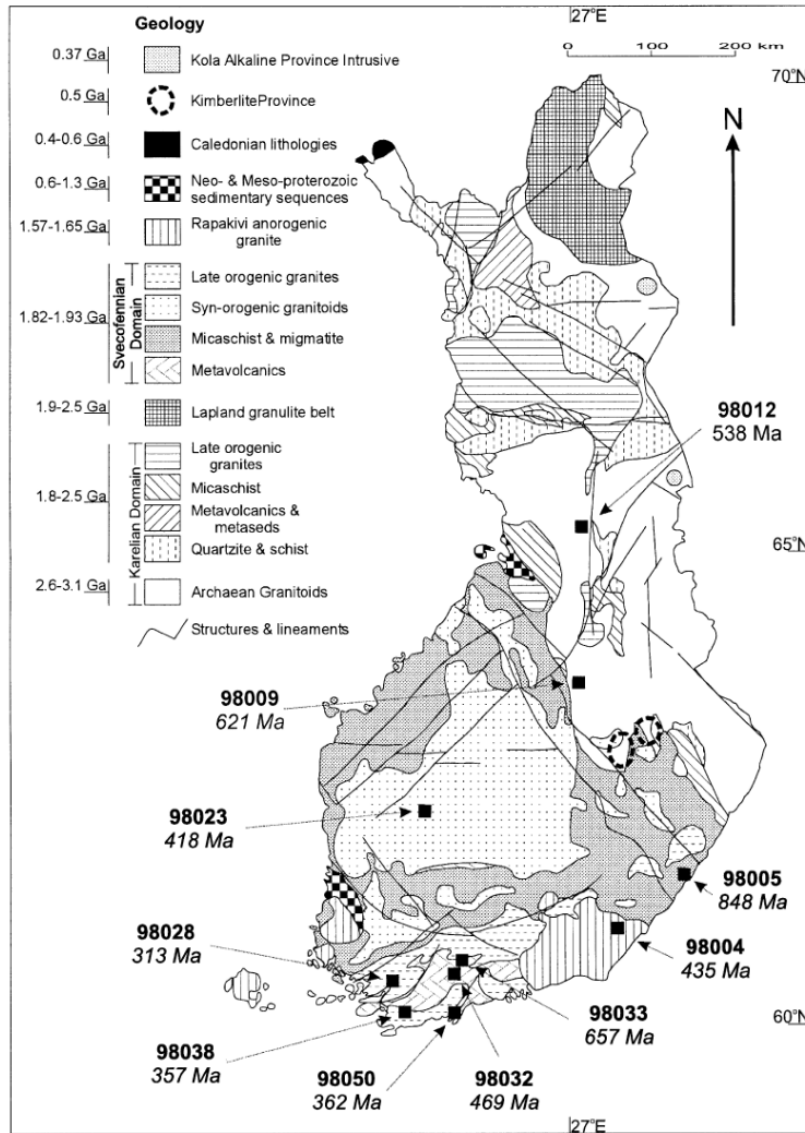 Geology
27°E
0 100 200 km
0.37 Ga
Kola Alkaline Province Intrusive
70°N
0.5 Ga
KimberliteProvince
N
0.4-0.6 Ga
Caledonian lithologies
0.6-1.3 Ga
Neo- & Meso-proterozoic
sedimentary sequences
1.57-1.65 Ga
Rapakivi anorogenic
granite
Svecofennian
Domain
1.82-1.93 Ga
Late orogenic granites
Syn-orogenic granitoids
Micaschist & migmatite
Metavolcanics
1.9-2.5 Ga
Lapland granulite belt
Karelian Domain
1.8-2.5 Ga
Late orogenic
granites
Micaschist
Metavolcanics &
metaseds
Quartzite & schist
2.6-3.1 Ga
Archaean Granitoids
Structures & lineaments
98012
538 Ma
65°N
98009
621 Ma
98023
418 Ma
98005
848 Ma
98028
313 Ma
98004
435 Ma
98033
657 Ma
60°N
98038
357 Ma
98050
362 Ma
98032
469 Ma
27°E